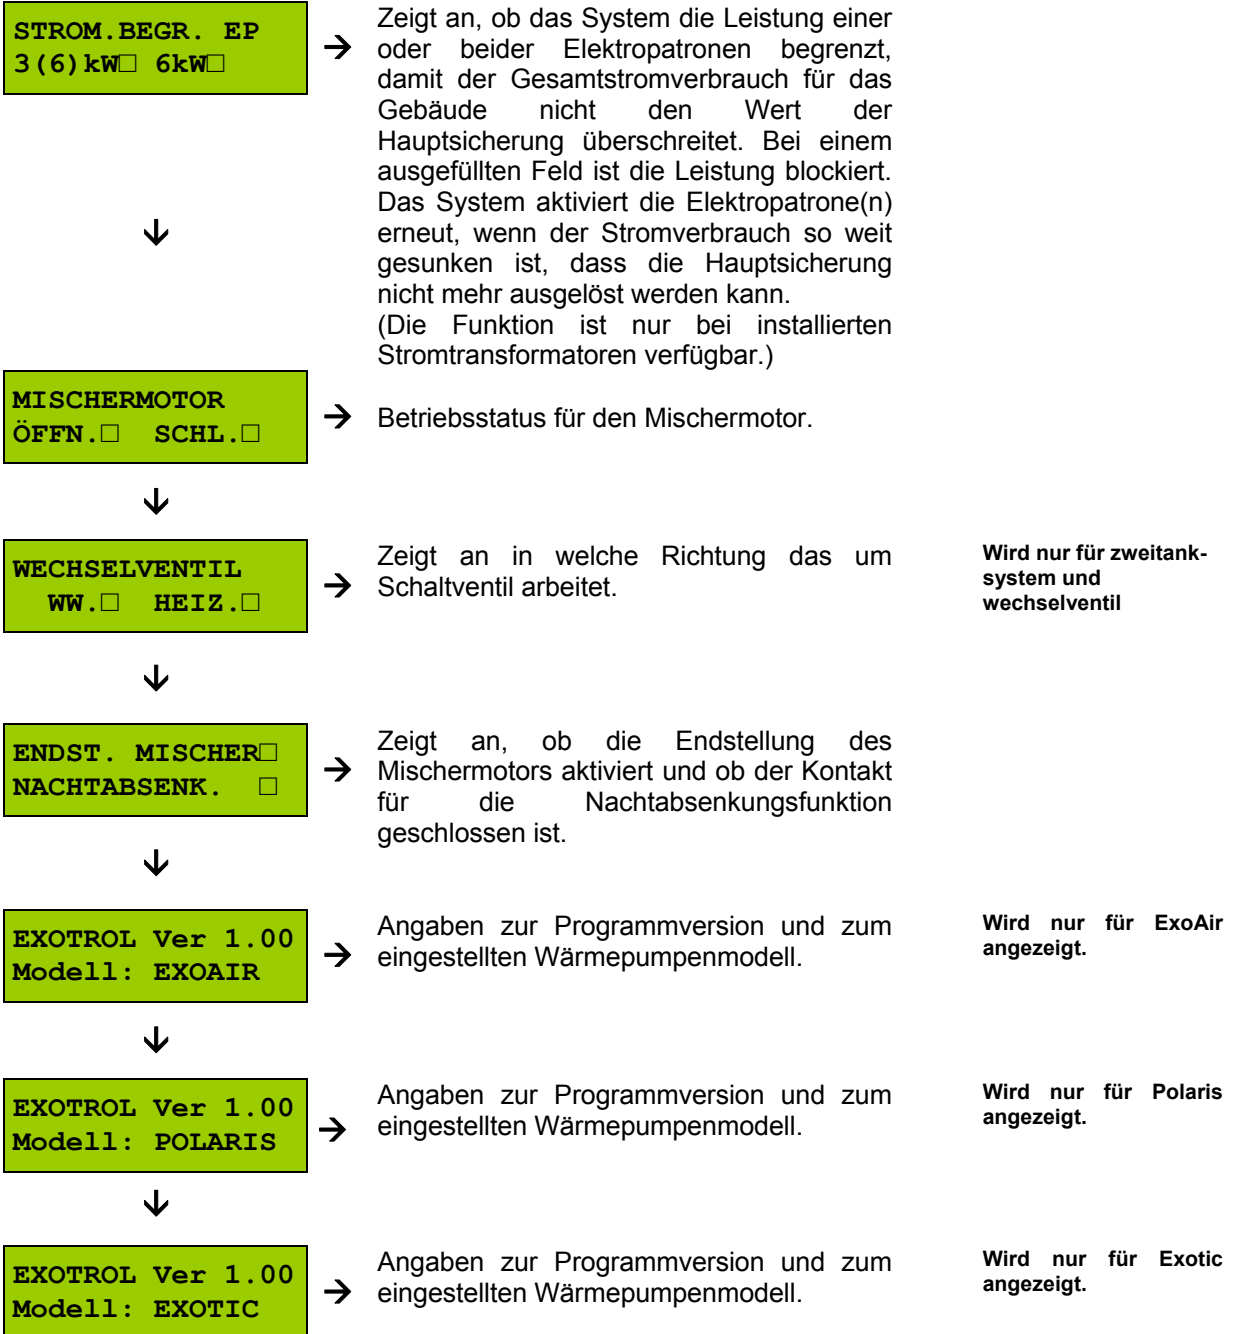 STROM.BEGR. EP
3(6)kW□ 6kW□
→
Zeigt an, ob das System die Leistung einer
oder beider Elektropatronen begrenzt,
damit der Gesamtstromverbrauch für das
Gebäude nicht den Wert der
Hauptsicherung überschreitet. Bei einem
ausgefüllten Feld ist die Leistung blockiert.
Das System aktiviert die Elektropatrone(n)
erneut, wenn der Stromverbrauch so weit
gesunken ist, dass die Hauptsicherung
nicht mehr ausgelöst werden kann.
(Die Funktion ist nur bei installierten
Stromtransformatoren verfügbar.)
↓
MISCHERMOTOR
ÖFFN.□ SCHL.□
→
Betriebsstatus für den Mischermotor.
↓
WECHSELVENTIL
WW.□ HEIZ.□
→
Zeigt an in welche Richtung das um
Schaltventil arbeitet.
Wird nur für zweitank-
system und
wechselventil
↓
ENDST. MISCHER□
NACHTABSENK. □
→
Zeigt an, ob die Endstellung des
Mischermotors aktiviert und ob der Kontakt
für die Nachtabsenkungsfunktion
geschlossen ist.
↓
EXOTROL Ver 1.00
Modell: EXOAIR
→
Angaben zur Programmversion und zum
eingestellten Wärmepumpenmodell.
Wird nur für ExoAir
angezeigt.
↓
EXOTROL Ver 1.00
Modell: POLARIS
→
Angaben zur Programmversion und zum
eingestellten Wärmepumpenmodell.
Wird nur für Polaris
angezeigt.
↓
EXOTROL Ver 1.00
Modell: EXOTIC
→
Angaben zur Programmversion und zum
eingestellten Wärmepumpenmodell.
Wird nur für Exotic
angezeigt.